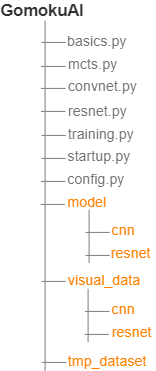 GomokuAI
basics.py
mcts.py
convnet.py
resnet.py
training.py
startup.py
config.py
model
cnn
resnet
visual_data
cnn
resnet
tmp_dataset